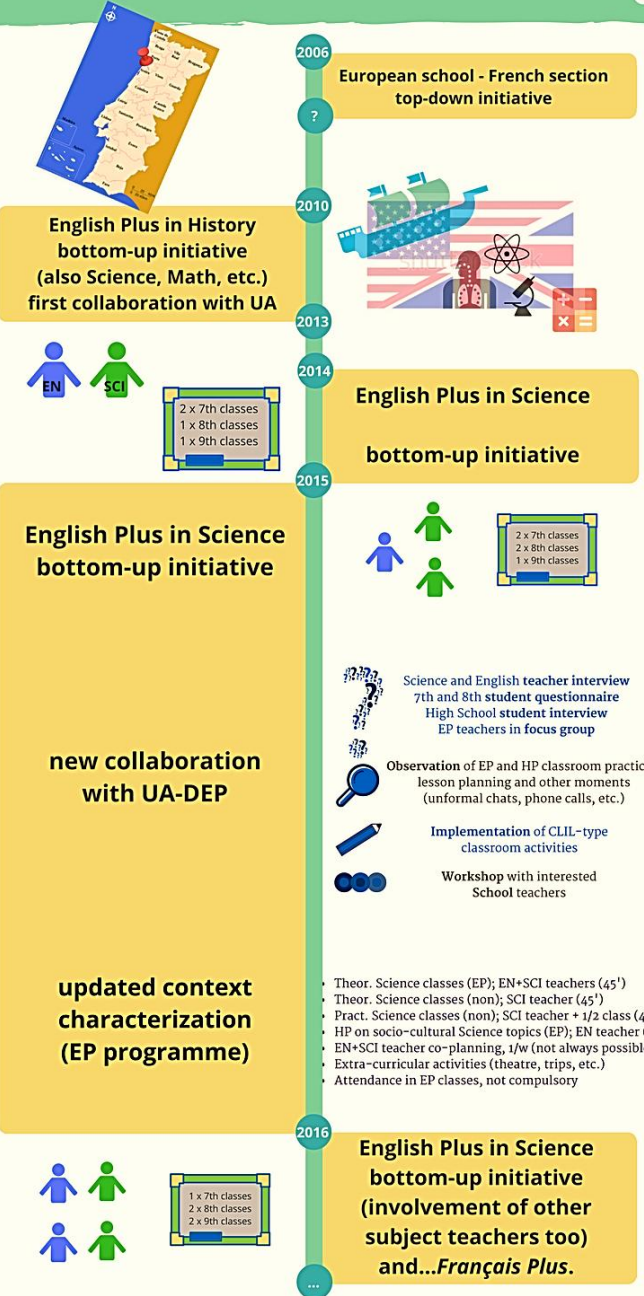 2006
European school - French section
top-down initiative
?
2010
English Plus in History
bottom-up initiative
(also Science, Math, etc.)
first collaboration with UA
2013
EN
SCI
2 x 7th classes
1 x 8th classes
1 x 9th classes
2014
English Plus in Science
bottom-up initiative
2015
English Plus in Science
bottom-up initiative
2 x 7th classes
2 x 8th classes
1 x 9th classes
Science and English teacher interview
7th and 8th student questionnaire
High School student interview
EP teachers in focus group
new collaboration
with UA-DEP
Observation of EP and HP classroom practic
lesson planning and other moments
(unformal chats, phone calls, etc.)
Implementation of CLIL-type
classroom activities
Workshop with interested
School teachers
updated context
characterization
(EP programme)
• Theor. Science classes (EP); EN+SCI teachers (45')
• Theor. Science classes (non); SCI teacher (45')
• Pract. Science classes (non); SCI teacher + 1/2 class (4
• HP on socio-cultural Science topics (EP); EN teacher (
• EN+SCI teacher co-planning, 1/w (not always possibl
• Extra-curricular activities (theatre, trips, etc.)
• Attendance in EP classes, not compulsory
2016
English Plus in Science
bottom-up initiative
(involvement of other
subject teachers too)
and...Français Plus.
1 x 7th classes
2 x 8th classes
2 x 9th classes
...